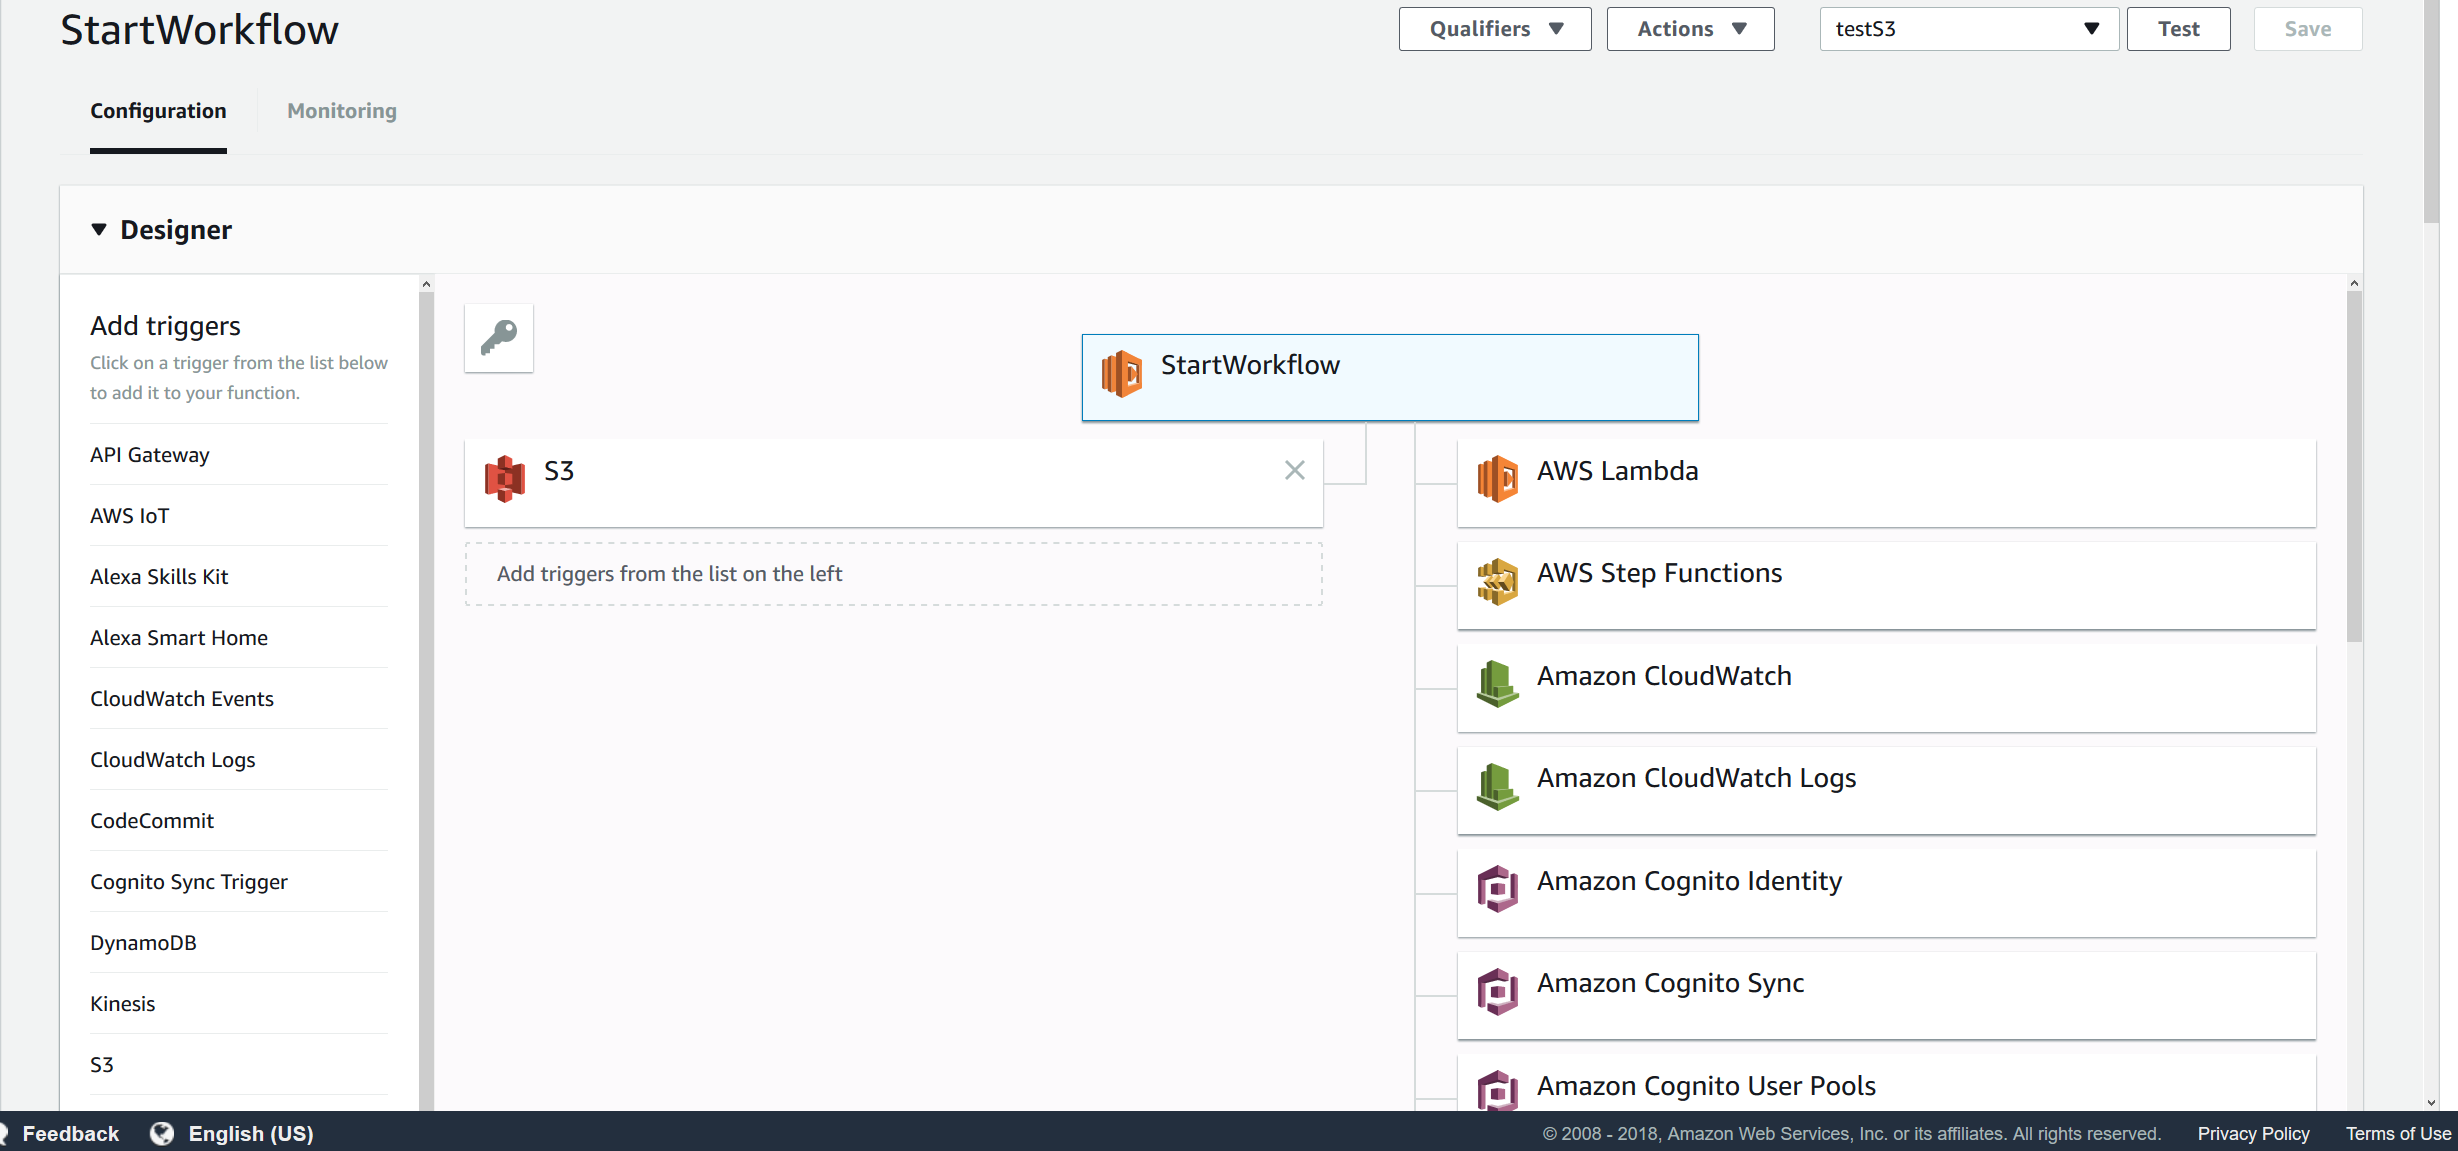 StartWorkflow
Qualifiers
Actions
testS3
Test
Save
Configuration
Monitoring
Designer
Add triggers
Click on a trigger from the list below
to add it to your function.
API Gateway
AWS IoT
Alexa Skills Kit
Alexa Smart Home
CloudWatch Events
CloudWatch Logs
CodeCommit
Cognito Sync Trigger
DynamoDB
Kinesis
S3
StartWorkflow
S3
Add triggers from the list on the left
AWS Lambda
AWS Step Functions
Amazon CloudWatch
Amazon CloudWatch Logs
Amazon Cognito Identity
Amazon Cognito Sync
Amazon Cognito User Pools
Feedback
English (US)
© 2008 - 2018, Amazon Web Services, Inc. or its affiliates. All rights reserved.
Privacy Policy
Terms of Use